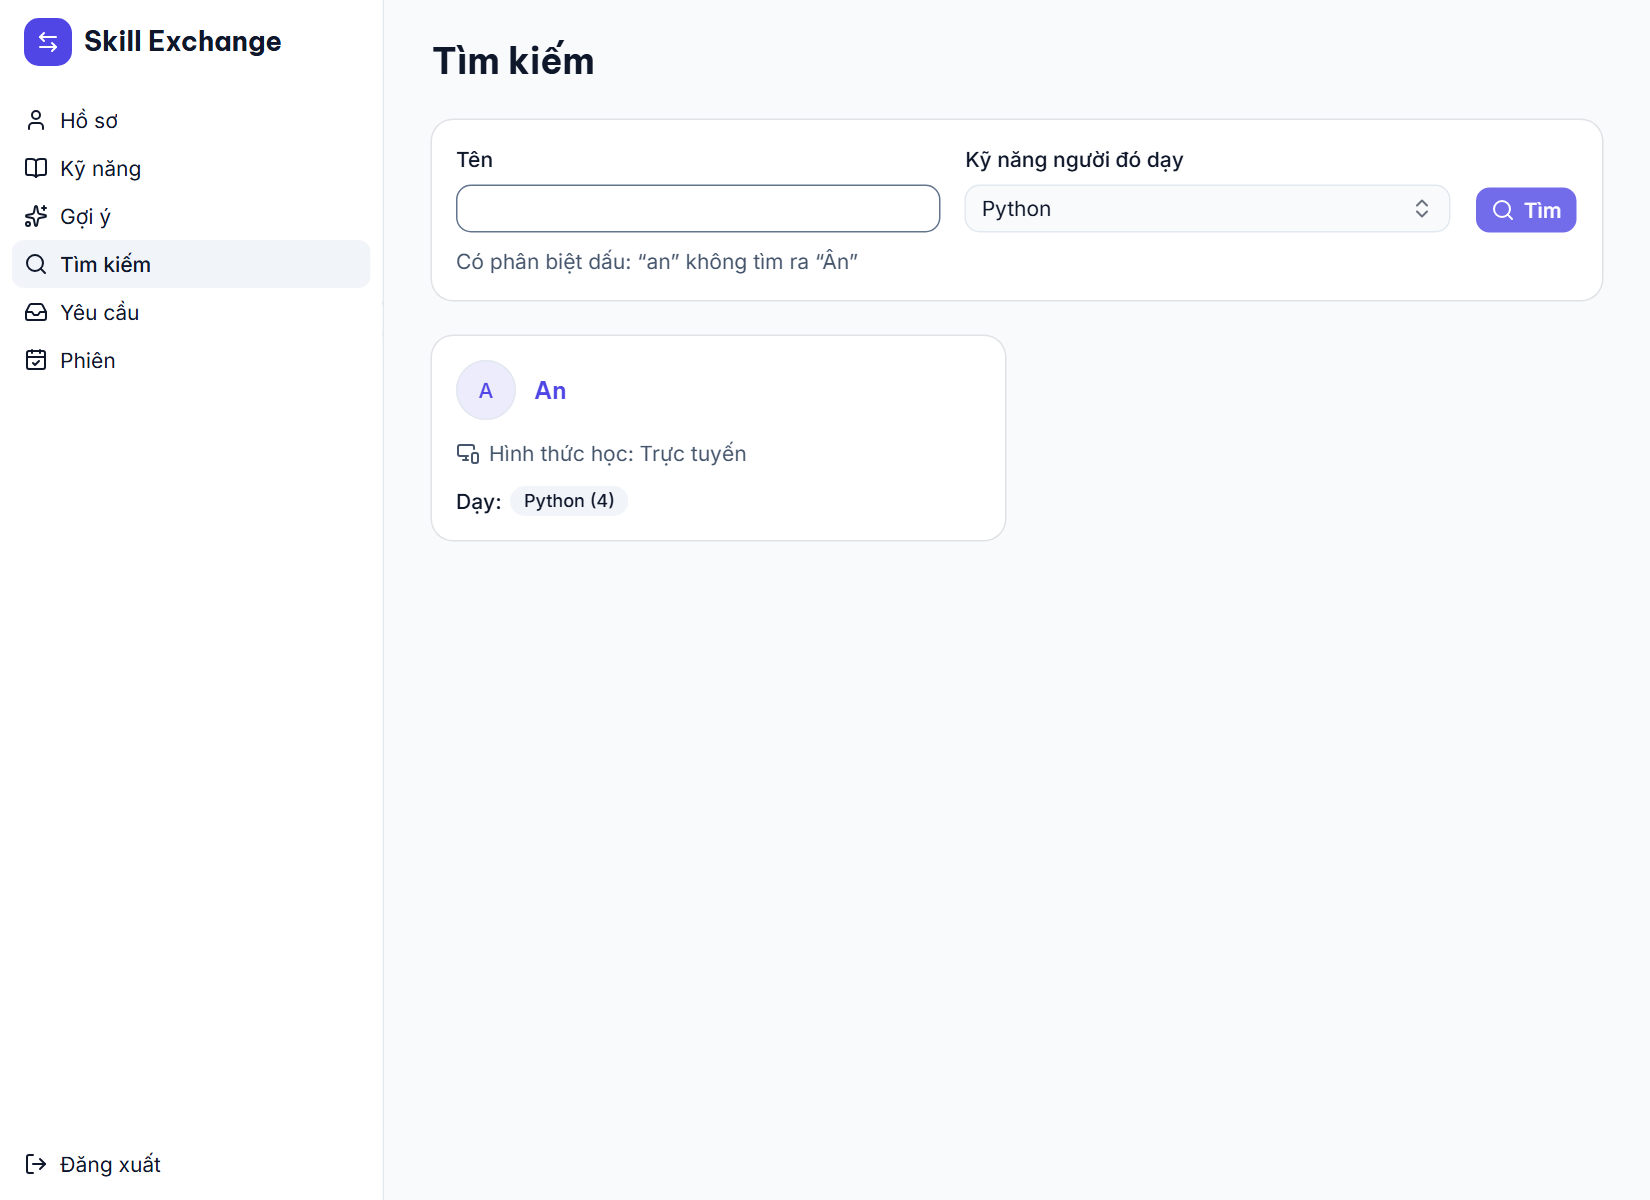 Skill Exchange
Hồ sơ
Kỹ năng
Gợi ý
Tìm kiếm
Yêu cầu
Phiên
Đăng xuất
Tìm kiếm
Tên
Kỹ năng người đó dạy
Python
Tìm
Có phân biệt dấu: “an” không tìm ra “Ân”
A
An
Hình thức học: Trực tuyến
Dạy: Python (4)